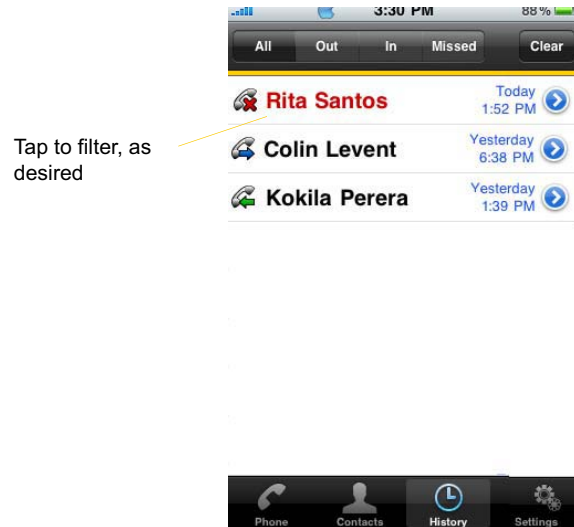 3:30 PM 88%
All Out In Missed Clear
Rita Santos Today
1:52 PM
Tap to filter, as
desired
Colin Levent Yesterday
6:38 PM
Kokila Perera Yesterday
1:39 PM
Phone Contacts History Settings